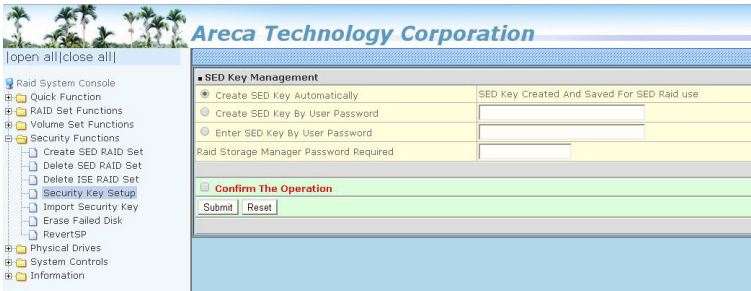 Areca Technology Corporation
|open all|close all|
Raid System Console
Quick Function
RAID Set Functions
Volume Set Functions
Security Functions
Create SED RAID Set
Delete SED RAID Set
Delete ISE RAID Set
Security Key Setup
Import Security Key
Erase Failed Disk
RevertSP
Physical Drives
System Controls
Information
SED Key Management
Create SED Key Automatically SED Key Created And Saved For SED Raid use
Create SED Key By User Password
Enter SED Key By User Password
Raid Storage Manager Password Required
Confirm The Operation
Submit Reset